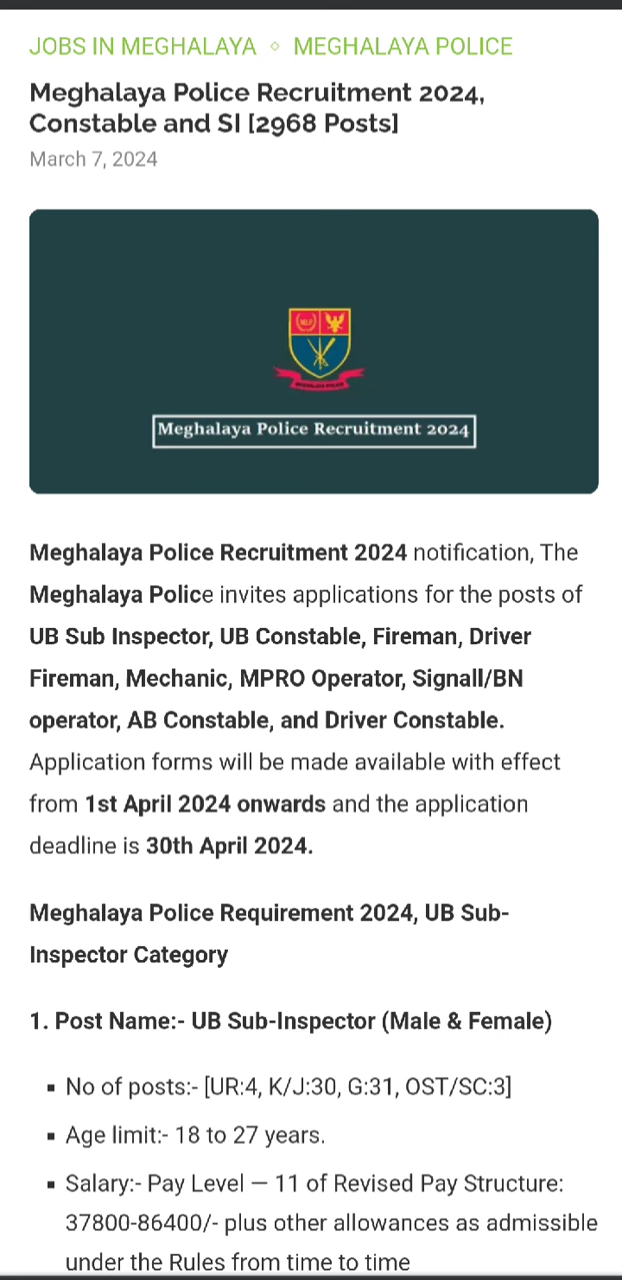 JOBS IN MEGHALAYA ⬦ MEGHALAYA POLICE
Meghalaya Police Recruitment 2024,
Constable and SI [2968 Posts]
March 7, 2024
Meghalaya Police Recruitment 2024
Meghalaya Police Recruitment 2024 notification, The
Meghalaya Police invites applications for the posts of
UB Sub Inspector, UB Constable, Fireman, Driver
Fireman, Mechanic, MPRO Operator, Signall/BN
operator, AB Constable, and Driver Constable.
Application forms will be made available with effect
from 1st April 2024 onwards and the application
deadline is 30th April 2024.
Meghalaya Police Requirement 2024, UB Sub-
Inspector Category
1. Post Name:- UB Sub-Inspector (Male & Female)
▪ No of posts:- [UR:4, K/J:30, G:31, OST/SC:3]
▪ Age limit:- 18 to 27 years.
▪ Salary:- Pay Level — 11 of Revised Pay Structure:
37800-86400/- plus other allowances as admissible
under the Rules from time to time